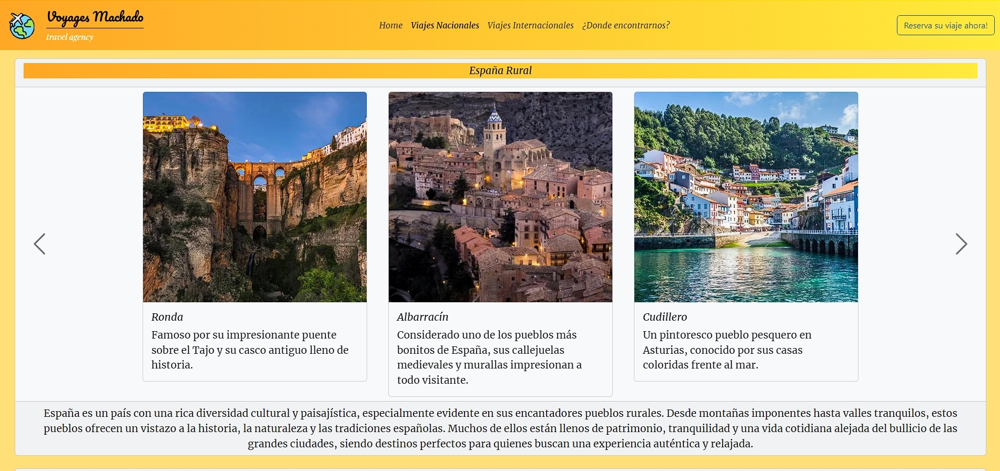 Voyages Machado
travel agency
Home Viajes Nacionales Viajes Internacionales ¿Donde encontrarnos?
Reserva su viaje ahora!
España Rural
Ronda
Famoso por su impresionante puente
sobre el Tajo y su casco antiguo lleno de
historia.
Albarracín
Considerado uno de los pueblos más
bonitos de España, sus callejuelas
medievales y murallas impresionan a
todo visitante.
Cudillero
Un pintoresco pueblo pesquero en
Asturias, conocido por sus casas
coloridas frente al mar.
España es un país con una rica diversidad cultural y paisajística, especialmente evidente en sus encantadores pueblos rurales. Desde montañas imponentes hasta valles tranquilos, estos
pueblos ofrecen un vistazo a la historia, la naturaleza y las tradiciones españolas. Muchos de ellos están llenos de patrimonio, tranquilidad y una vida cotidiana alejada del bullicio de las
grandes ciudades, siendo destinos perfectos para quienes buscan una experiencia auténtica y relajada.